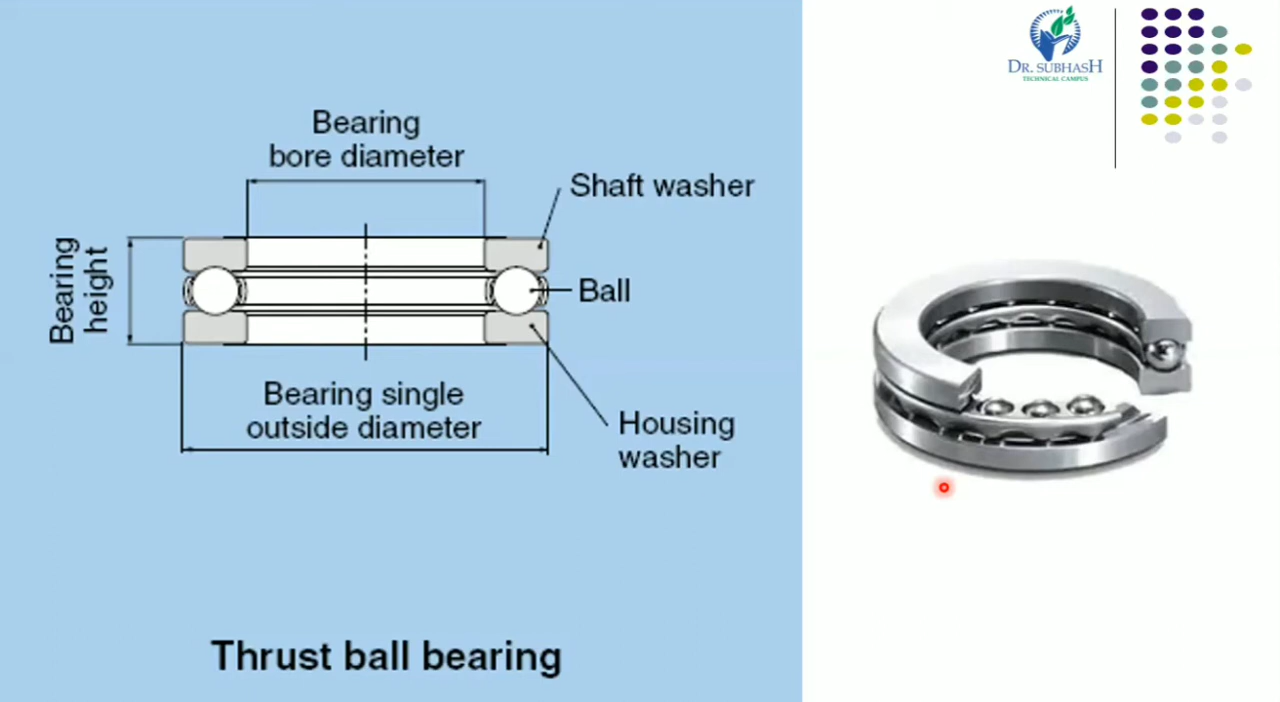 DR. SUBHASH
TECHNICAL CAMPUS
Bearing
bore diameter
Shaft washer
Bearing
height
Ball
Bearing single
outside diameter
Housing
washer
Thrust ball bearing